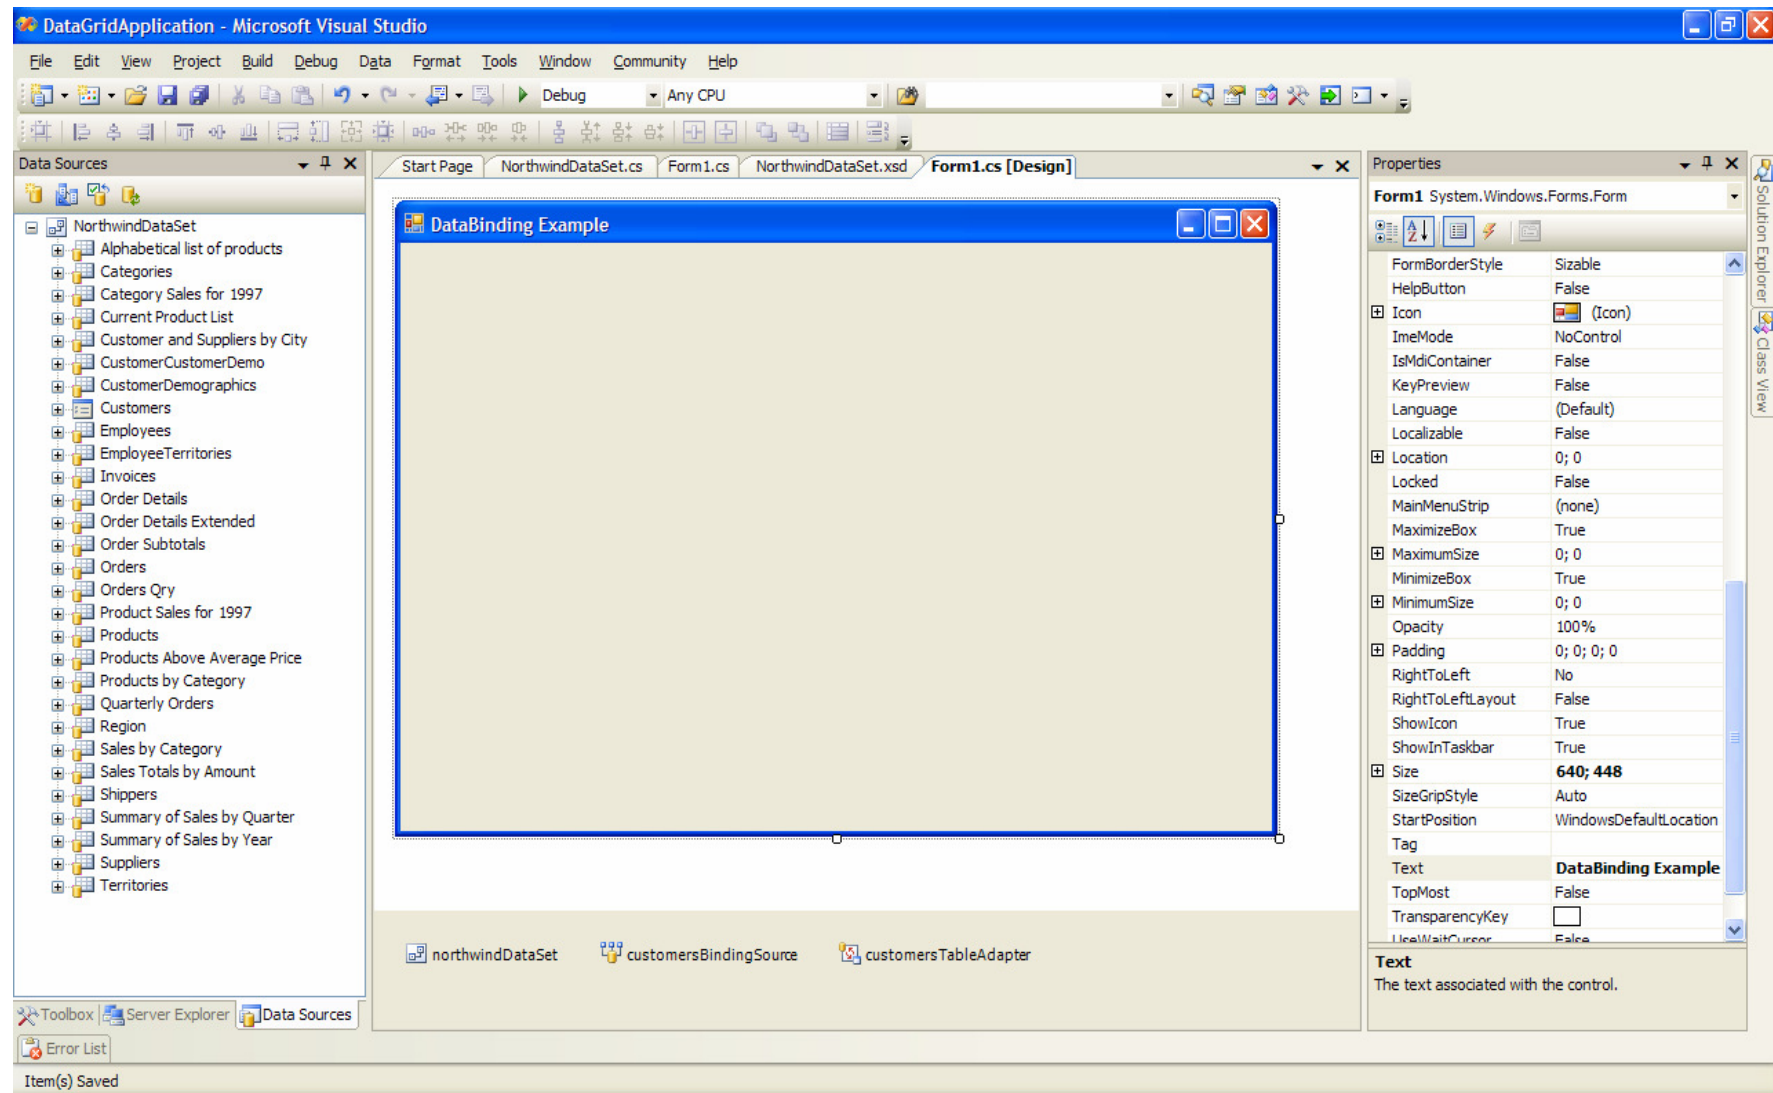 DataGridApplication - Microsoft Visual Studio
File Edit View Project Build Debug Data Format Tools Window Community Help
Debug Any CPU
Data Sources
NorthwindDataSet
Alphabetical list of products
Categories
Category Sales for 1997
Current Product List
Customer and Suppliers by City
CustomerCustomerDemo
CustomerDemographics
Customers
Employees
EmployeeTerritories
Invoices
Order Details
Order Details Extended
Order Subtotals
Orders
Orders Qry
Product Sales for 1997
Products
Products Above Average Price
Products by Category
Quarterly Orders
Region
Sales by Category
Sales Totals by Amount
Shippers
Summary of Sales by Quarter
Summary of Sales by Year
Suppliers
Territories
Toolbox Server Explorer Data Sources
Start Page NorthwindDataSet.cs Form1.cs NorthwindDataSet.xsd Form1.cs [Design]
DataBinding Example
northwindDataSet customersBindingSource customersTableAdapter
Properties
Form1 System.Windows.Forms.Form
FormBorderStyle Sizable
HelpButton False
Icon (Icon)
ImeMode NoControl
IsMdiContainer False
KeyPreview False
Language (Default)
Localizable False
Location 0; 0
Locked False
MainMenuStrip (none)
MaximizeBox True
MaximumSize 0; 0
MinimizeBox True
MinimumSize 0; 0
Opacity 100%
Padding 0; 0; 0; 0
RightToLeft No
RightToLeftLayout False
ShowIcon True
ShowInTaskbar True
Size 640; 448
SizeGripStyle Auto
StartPosition WindowsDefaultLocation
Tag
Text DataBinding Example
TopMost False
TransparencyKey
UseWaitCursor False
Text
The text associated with the control.
Solution Explorer
Class View
Error List
Item(s) Saved